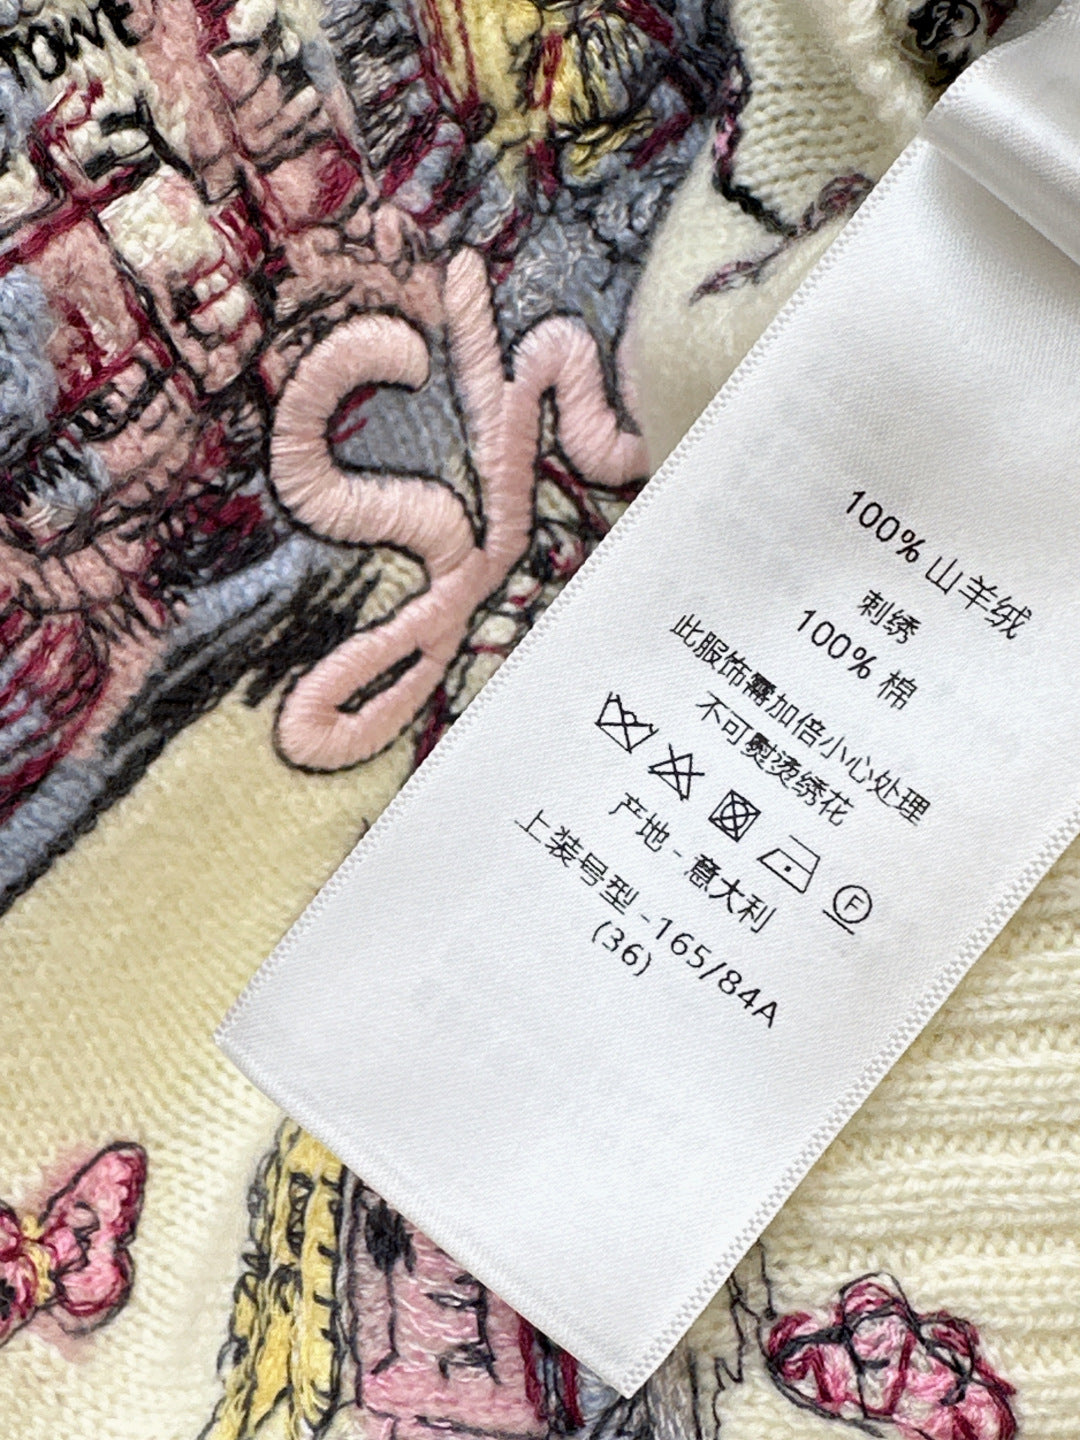 100% 山羊绒
刺绣
100% 棉
此服饰需加倍小心处理
不可熨烫绣花
F
产地 - 意大利
上装号型 -165/84A
(36)